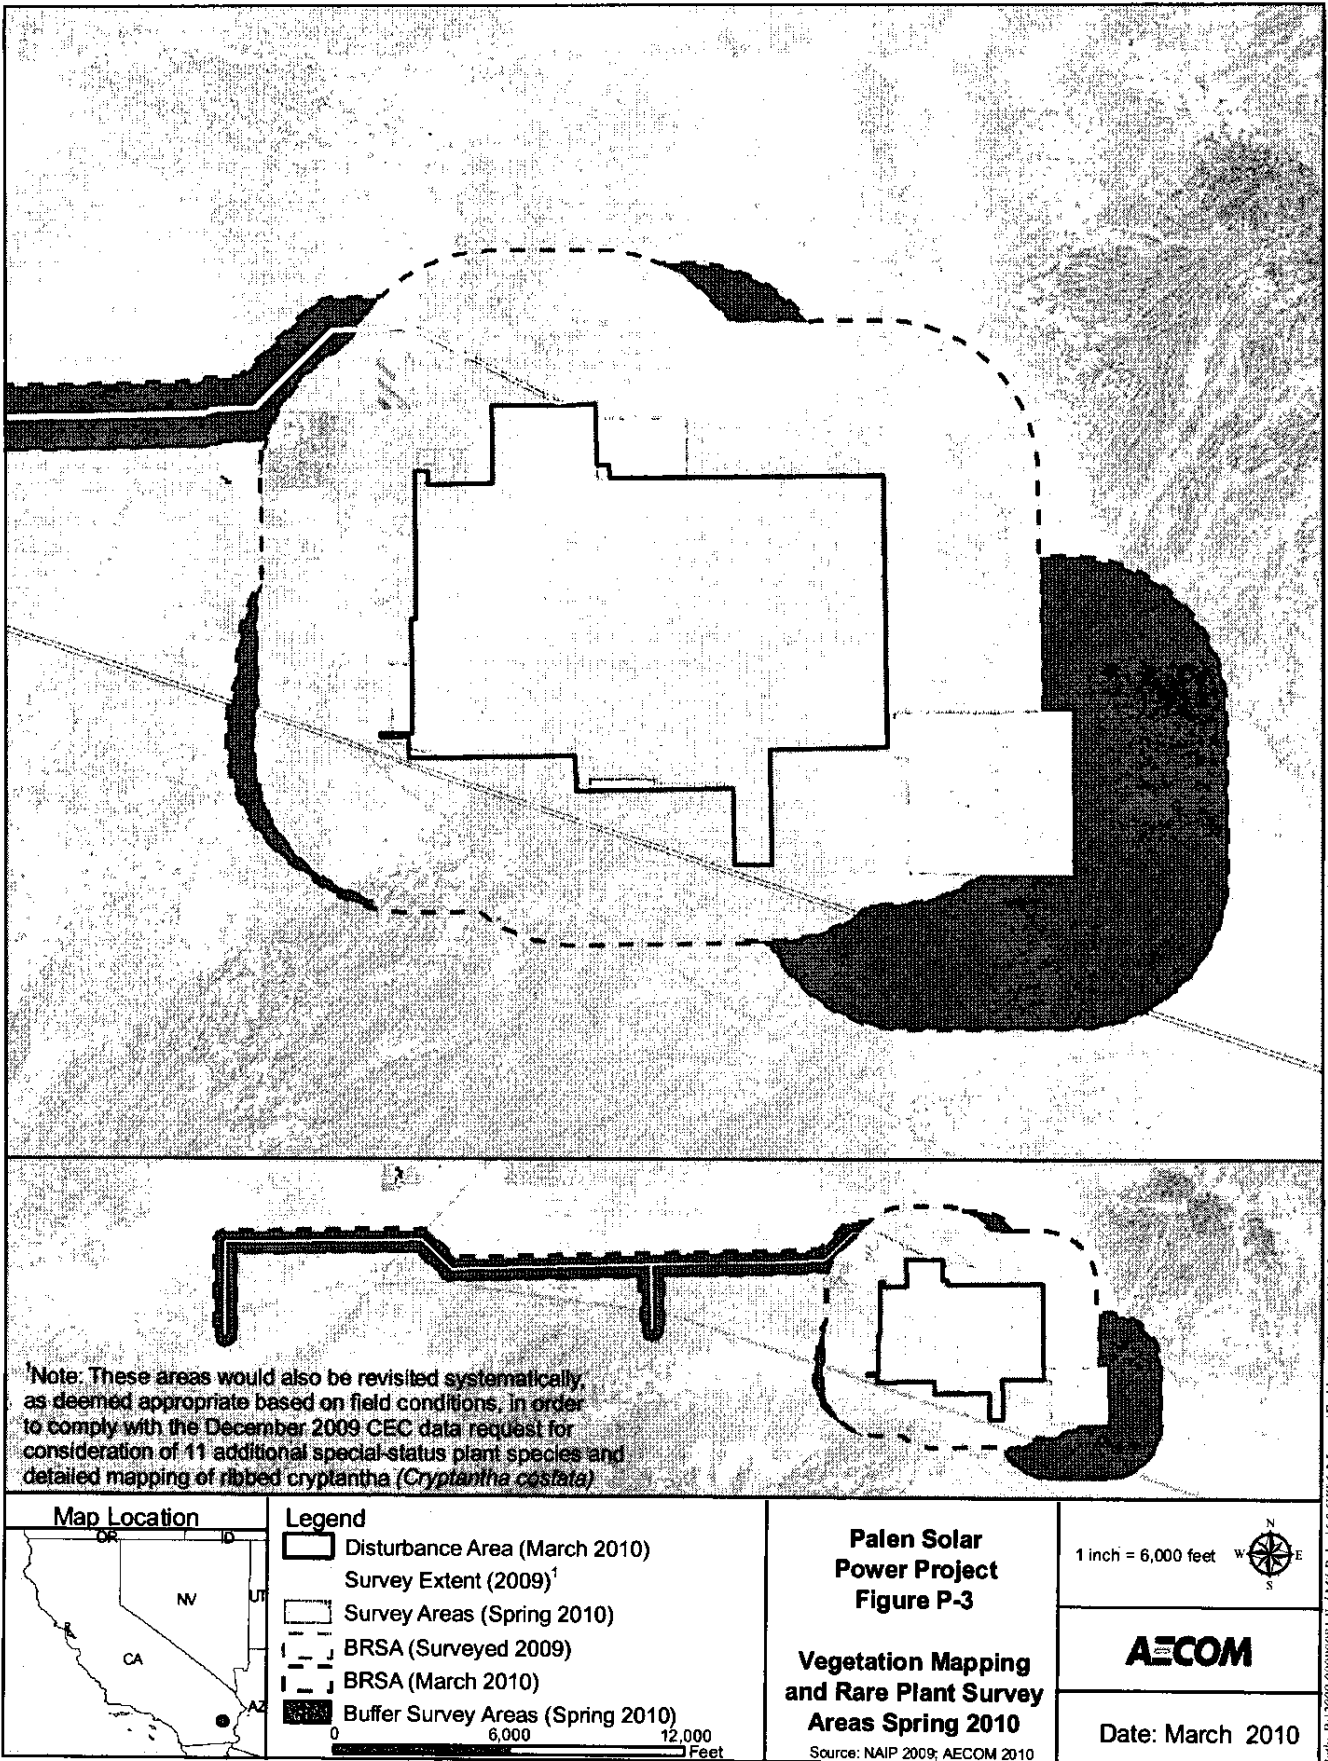 ¹Note: These areas would also be revisited systematically,
as deemed appropriate based on field conditions, in order
to comply with the December 2009 CEC data request for
consideration of 11 additional special-status plant species and
detailed mapping of ribbed cryptantha (Cryptantha costata)
Map Location
OR
ID
NV
UT
CA
AZ
Legend
Disturbance Area (March 2010)
Survey Extent (2009)¹
Survey Areas (Spring 2010)
BRSA (Surveyed 2009)
BRSA (March 2010)
Buffer Survey Areas (Spring 2010)
0 6,000 12,000
Feet
Palen Solar
Power Project
Figure P-3
Vegetation Mapping
and Rare Plant Survey
Areas Spring 2010
Source: NAIP 2009; AECOM 2010
1 inch = 6,000 feet
N
W E
S
AECOM
Date: March 2010